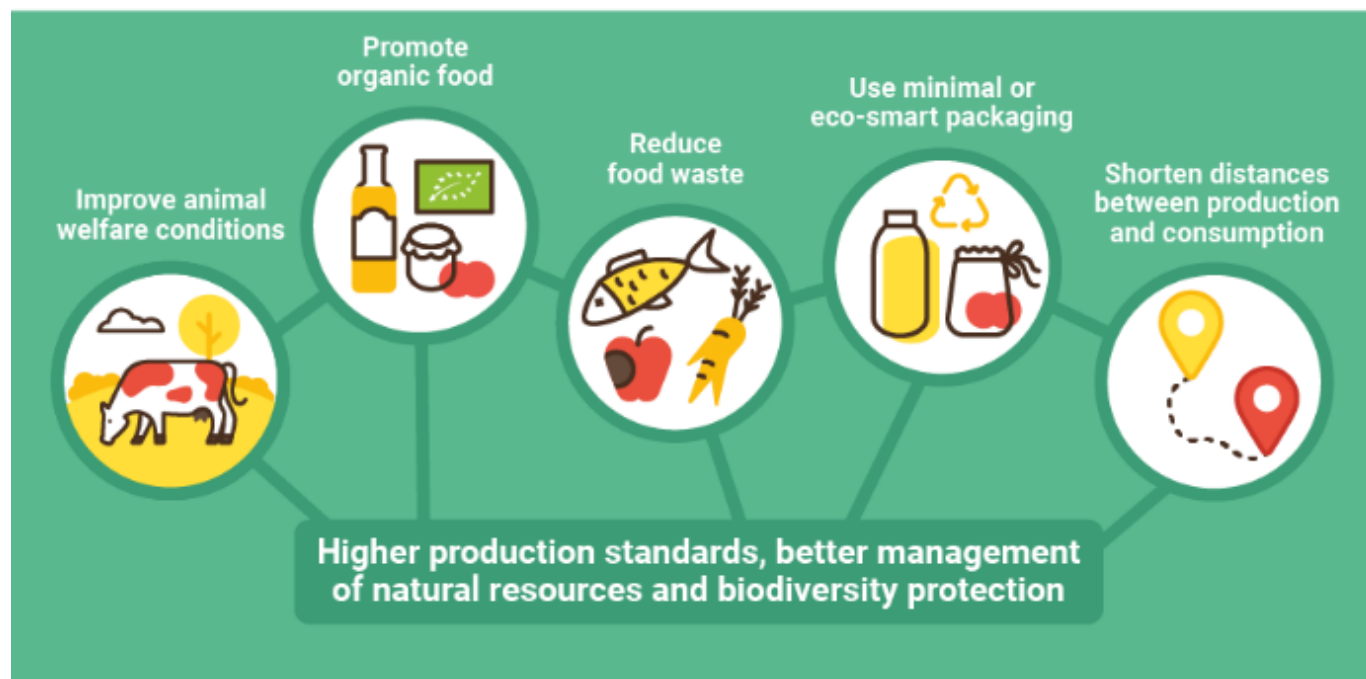 Promote
organic food
Use minimal or
eco-smart packaging
Reduce
food waste
Shorten distances
between production
and consumption
Improve animal
welfare conditions
Higher production standards, better management
of natural resources and biodiversity protection